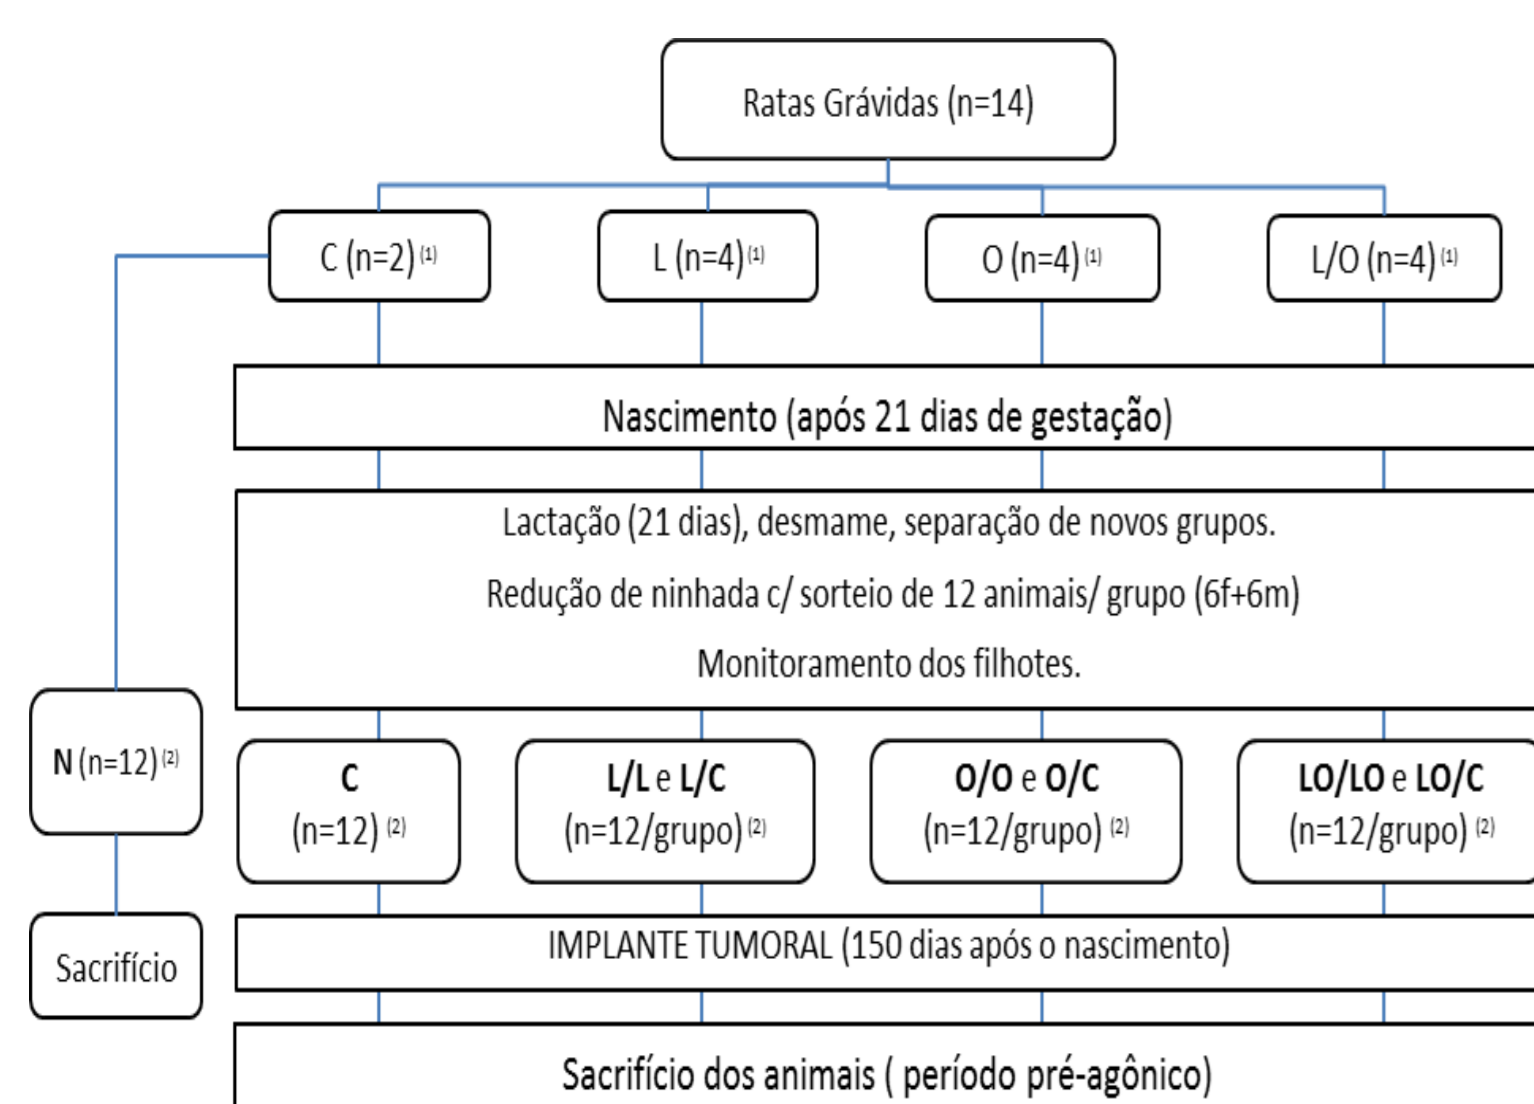 Ratas Grávidas (n=14)
C (n=2) (1)
L (n=4) (1)
O (n=4) (1)
L/O (n=4) (1)
Nascimento (após 21 dias de gestação)
Lactação (21 dias), desmame, separação de novos grupos.
Redução de ninhada c/ sorteio de 12 animais/ grupo (6f+6m)
Monitoramento dos filhotes.
N (n=12) (2)
C
(n=12) (2)
L/L e L/C
(n=12/grupo) (2)
O/O e O/C
(n=12/grupo) (2)
LO/LO e LO/C
(n=12/grupo) (2)
Sacrifício
IMPLANTE TUMORAL (150 dias após o nascimento)
Sacrifício dos animais ( período pré-agônico)